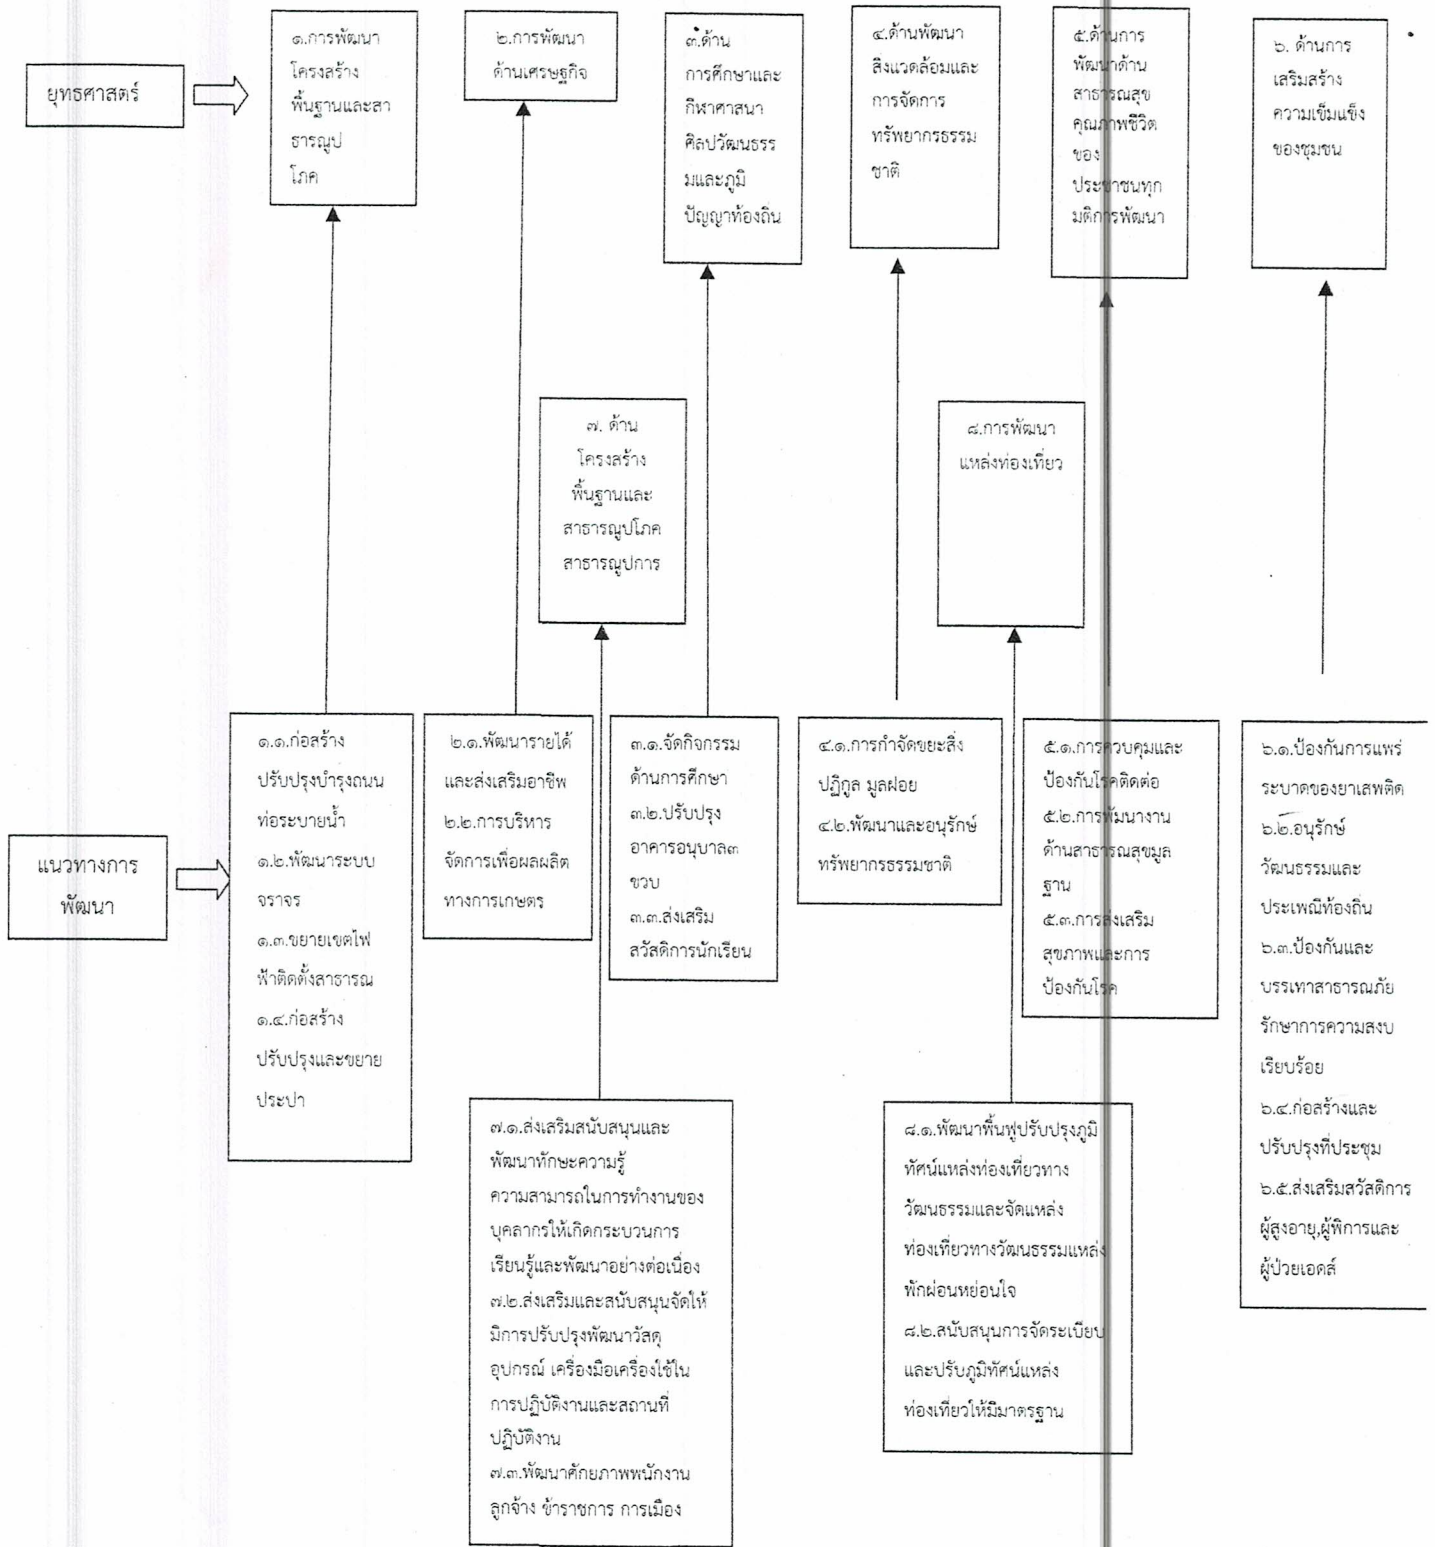 ยุทธศาสตร์
๑.การพัฒนา
โครงสร้าง
พื้นฐานและสา
ธารณูป
โภค
๒.การพัฒนา
ด้านเศรษฐกิจ
๓.ด้าน
การศึกษาและ
กีฬาศาสนา
ศิลปวัฒนธรร
มและภูมิ
ปัญญาท้องถิ่น
๔.ด้านพัฒนา
สิ่งแวดล้อมและ
การจัดการ
ทรัพยากรธรรม
ชาติ
๕.ด้านการ
พัฒนาด้าน
สาธารณสุข
คุณภาพชีวิต
ของ
ประชาชนทุก
มติการพัฒนา
๖. ด้านการ
เสริมสร้าง
ความเข็มแข็ง
ของชุมชน
๗. ด้าน
โครงสร้าง
พื้นฐานและ
สาธารณูปโภค
สาธารณูปการ
๘.การพัฒนา
แหล่งท่องเที่ยว
แนวทางการ
พัฒนา
๑.๑.ก่อสร้าง
ปรับปรุงบำรุงถนน
ท่อระบายน้ำ
๑.๒.พัฒนาระบบ
จราจร
๑.๓.ขยายเขตไฟ
ฟ้าติดตั้งสาธารณ
๑.๔.ก่อสร้าง
ปรับปรุงและขยาย
ประปา
๒.๑.พัฒนารายได้
และส่งเสริมอาชีพ
๒.๒.การบริหาร
จัดการเพื่อผลผลิต
ทางการเกษตร
๓.๑.จัดกิจกรรม
ด้านการศึกษา
๓.๒.ปรับปรุง
อาคารอนุบาล๓
ขวบ
๓.๓.ส่งเสริม
สวัสดิการนักเรียน
๔.๑.การกำจัดขยะสิ่ง
ปฏิกูล มูลฝอย
๔.๒.พัฒนาและอนุรักษ์
ทรัพยากรธรรมชาติ
๕.๑.การควบคุมและ
ป้องกันโรคติดต่อ
๕.๒.การพัมนางาน
ด้านสาธารณสุขมูล
ฐาน
๕.๓.การส่งเสริม
สุขภาพและการ
ป้องกันโรค
๖.๑.ป้องกันการแพร่
ระบาดของยาเสพติด
๖.๒.อนุรักษ์
วัฒนธรรมและ
ประเพณีท้องถิ่น
๖.๓.ป้องกันและ
บรรเทาสาธารณภัย
รักษาการความสงบ
เรียบร้อย
๖.๔.ก่อสร้างและ
ปรับปรุงที่ประชุม
๖.๕.ส่งเสริมสวัสดิการ
ผู้สูงอายุ,ผู้พิการและ
ผู้ป่วยเอดส์
๗.๑.ส่งเสริมสนับสนุนและ
พัฒนาทักษะความรู้
ความสามารถในการทำงานของ
บุคลากรให้เกิดกระบวนการ
เรียนรู้และพัฒนาอย่างต่อเนื่อง
๗.๒.ส่งเสริมและสนับสนุนจัดให้
มีการปรับปรุงพัฒนาวัสดุ
อุปกรณ์ เครื่องมือเครื่องใช้ใน
การปฏิบัติงานและสถานที่
ปฏิบัติงาน
๗.๓.พัฒนาศักยภาพพนักงาน
ลูกจ้าง ข้าราชการ การเมือง
๘.๑.พัฒนาฟื้นฟูปรับปรุงภูมิ
ทัศน์แหล่งท่องเที่ยวทาง
วัฒนธรรมและจัดแหล่ง
ท่องเที่ยวทางวัฒนธรรมแหล่ง
พักผ่อนหย่อนใจ
๘.๒.สนับสนุนการจัดระเบียบ
และปรับภูมิทัศน์แหล่ง
ท่องเที่ยวให้มีมาตรฐาน